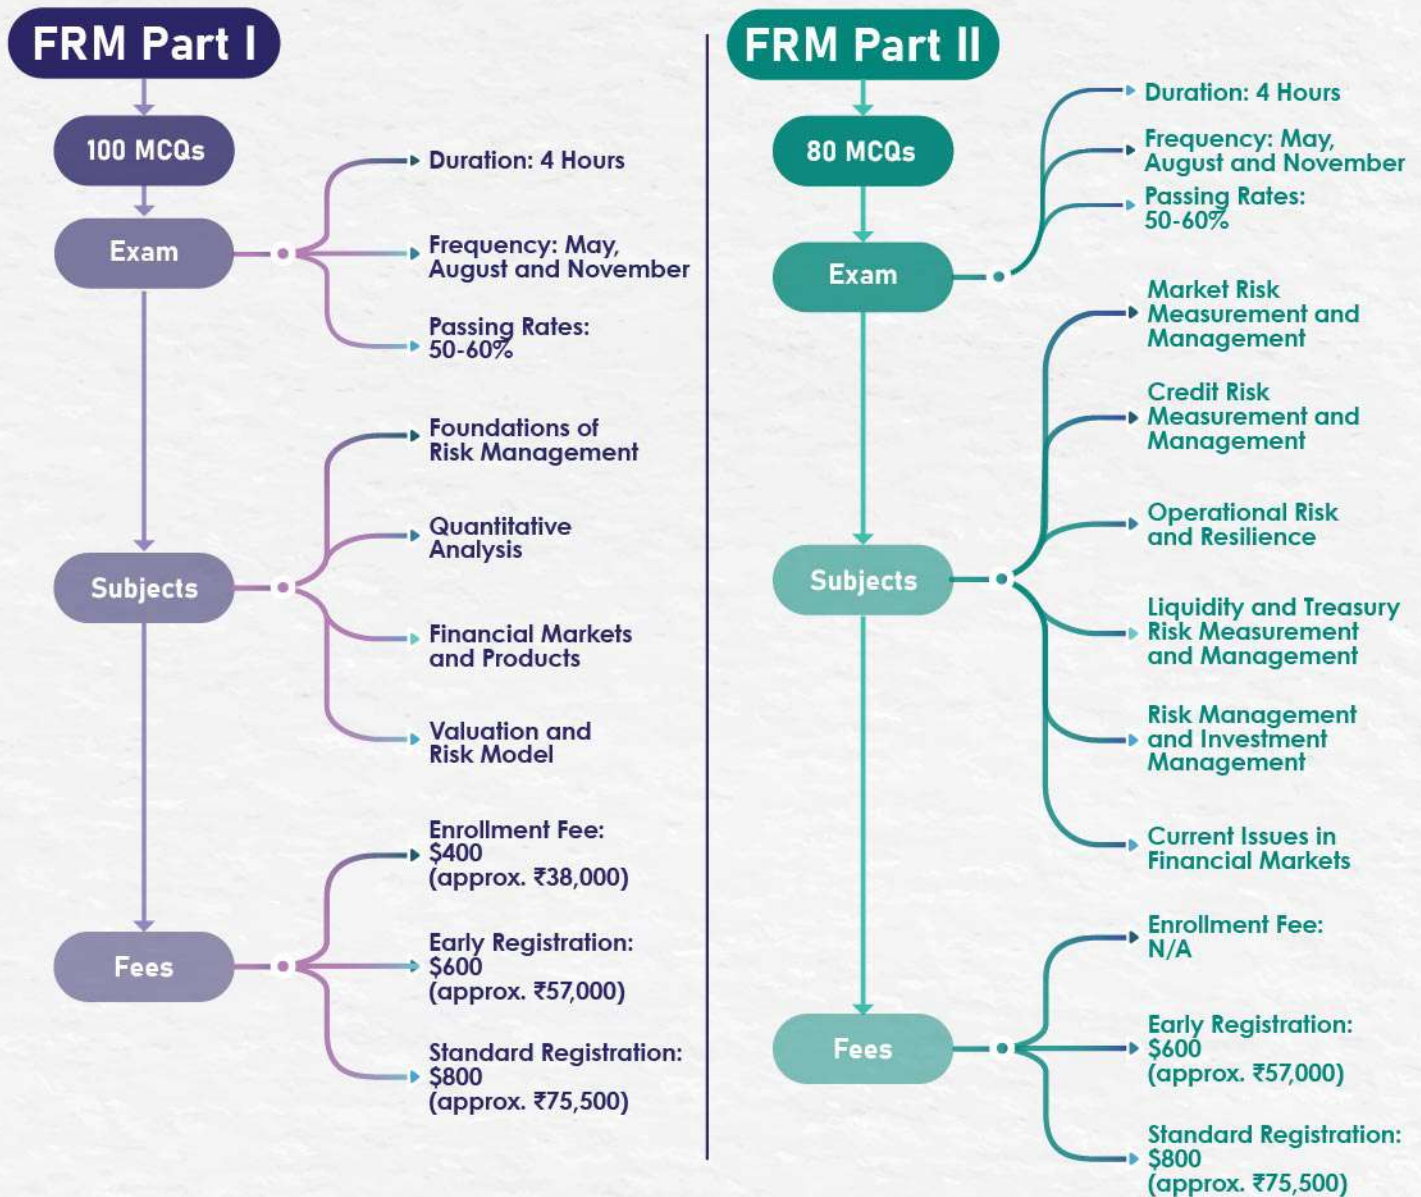 FRM Part I
100 MCQs
Exam
Duration: 4 Hours
Frequency: May,
August and November
Passing Rates:
50-60%
Subjects
Foundations of
Risk Management
Quantitative
Analysis
Financial Markets
and Products
Valuation and
Risk Model
Fees
Enrollment Fee:
$400
(approx. ₹38,000)
Early Registration:
$600
(approx. ₹57,000)
Standard Registration:
$800
(approx. ₹75,500)
FRM Part II
80 MCQs
Exam
Duration: 4 Hours
Frequency: May,
August and November
Passing Rates:
50-60%
Subjects
Market Risk
Measurement and
Management
Credit Risk
Measurement and
Management
Operational Risk
and Resilience
Liquidity and Treasury
Risk Measurement
and Management
Risk Management
and Investment
Management
Current Issues in
Financial Markets
Fees
Enrollment Fee:
N/A
Early Registration:
$600
(approx. ₹57,000)
Standard Registration:
$800
(approx. ₹75,500)